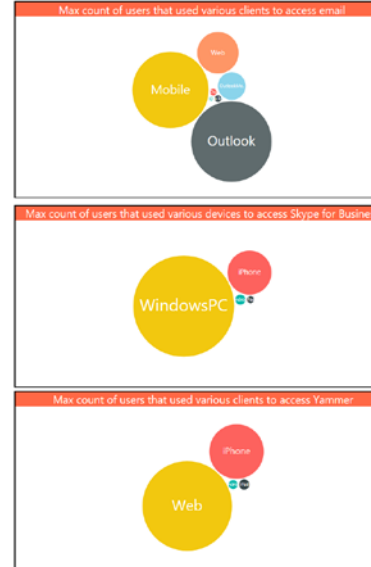 Max count of users that used various clients to access email
Web
Mobile
Outlook
Max count of users that used various devices to access Skype for Busine
iPhone
WindowsPC
Max count of users that used various clients to access Yammer
iPhone
Web